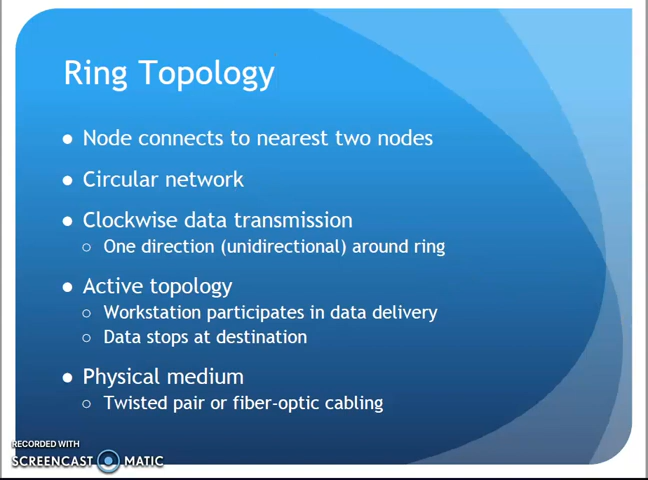 Ring Topology
● Node connects to nearest two nodes
● Circular network
● Clockwise data transmission
○ One direction (unidirectional) around ring
● Active topology
○ Workstation participates in data delivery
○ Data stops at destination
● Physical medium
○ Twisted pair or fiber-optic cabling
RECORDED WITH
SCREENCAST MATIC